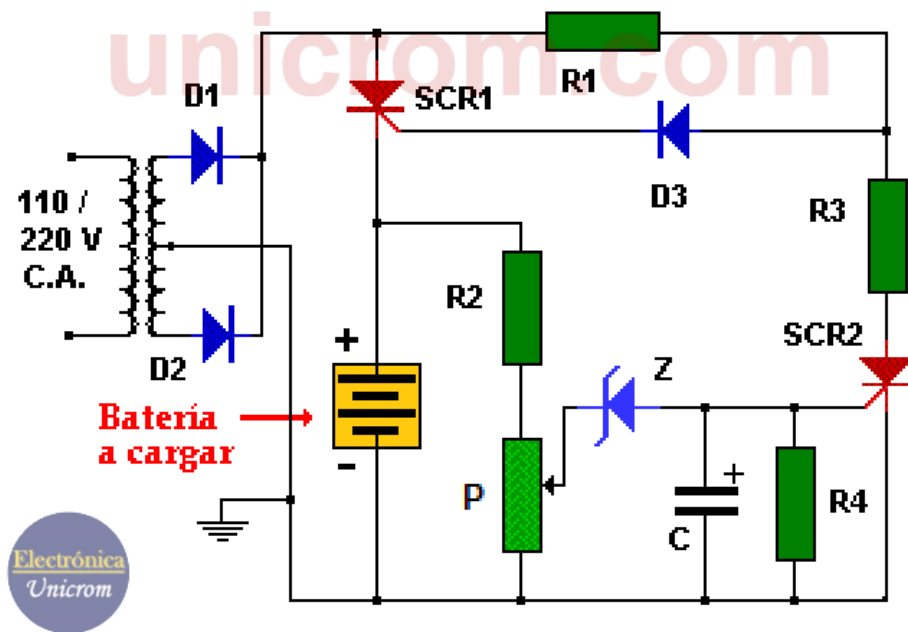 unicrom.com
D1
SCR1
R1
D3
110 /
220 V
C.A.
R3
R2
SCR2
D2
+
Z
Batería
a cargar
-
P
+
C
R4
Electrónica
Unicrom